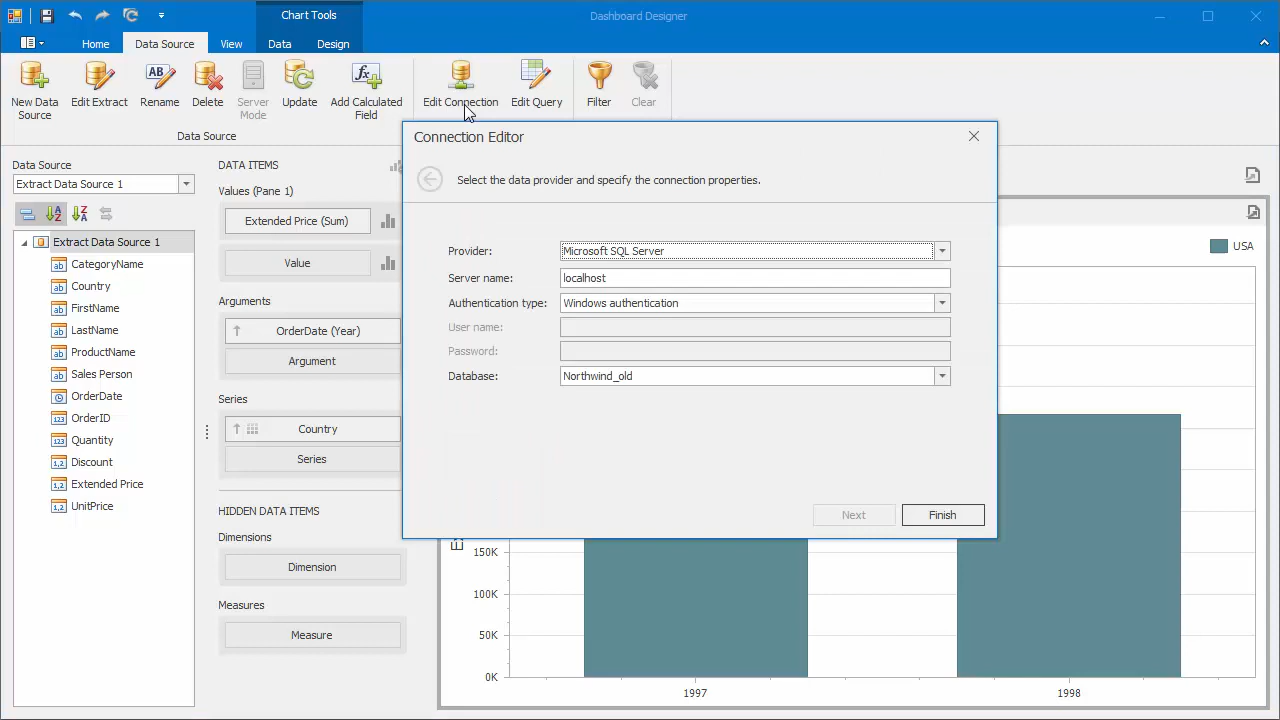 Chart Tools
Dashboard Designer
Home
Data Source
View
Data
Design
New Data Source
Edit Extract
Rename
Delete
Server Mode
Update
Add Calculated Field
Edit Connection
Edit Query
Filter
Clear
Data Source
Connection Editor
Select the data provider and specify the connection properties.
Provider:
Microsoft SQL Server
Server name:
localhost
Authentication type:
Windows authentication
User name:
Password:
Database:
Northwind_old
Next
Finish
Data Source
Extract Data Source 1
Extract Data Source 1
CategoryName
Country
FirstName
LastName
ProductName
Sales Person
OrderDate
OrderID
Quantity
Discount
Extended Price
UnitPrice
DATA ITEMS
Values (Pane 1)
Extended Price (Sum)
Value
Arguments
OrderDate (Year)
Argument
Series
Country
Series
HIDDEN DATA ITEMS
Dimensions
Dimension
Measures
Measure
USA
150K
100K
50K
0K
1997
1998